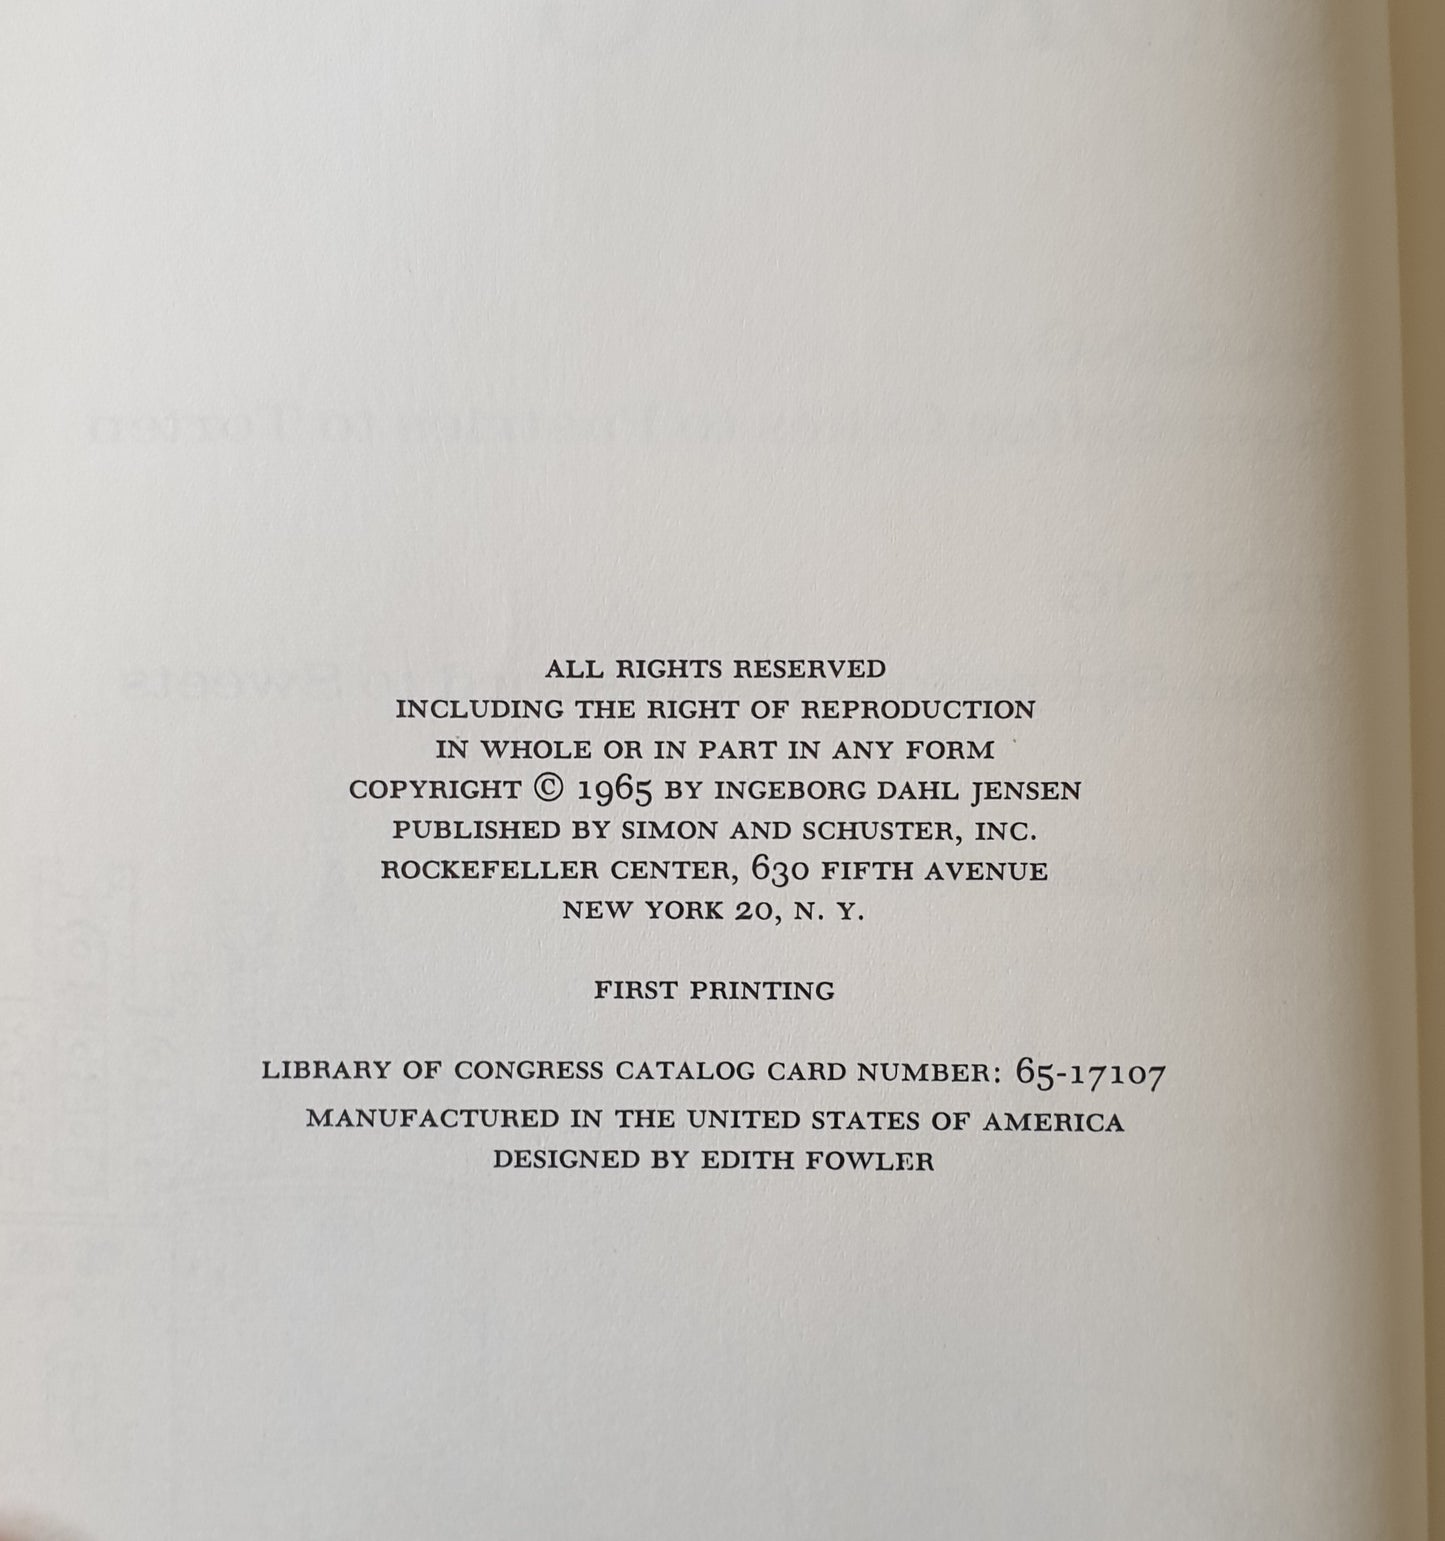 ALL RIGHTS RESERVED
INCLUDING THE RIGHT OF REPRODUCTION
IN WHOLE OR IN PART IN ANY FORM
COPYRIGHT © 1965 BY INGEBORG DAHL JENSEN
PUBLISHED BY SIMON AND SCHUSTER, INC.
ROCKEFELLER CENTER, 630 FIFTH AVENUE
NEW YORK 20, N. Y.
FIRST PRINTING
LIBRARY OF CONGRESS CATALOG CARD NUMBER: 65-17107
MANUFACTURED IN THE UNITED STATES OF AMERICA
DESIGNED BY EDITH FOWLER